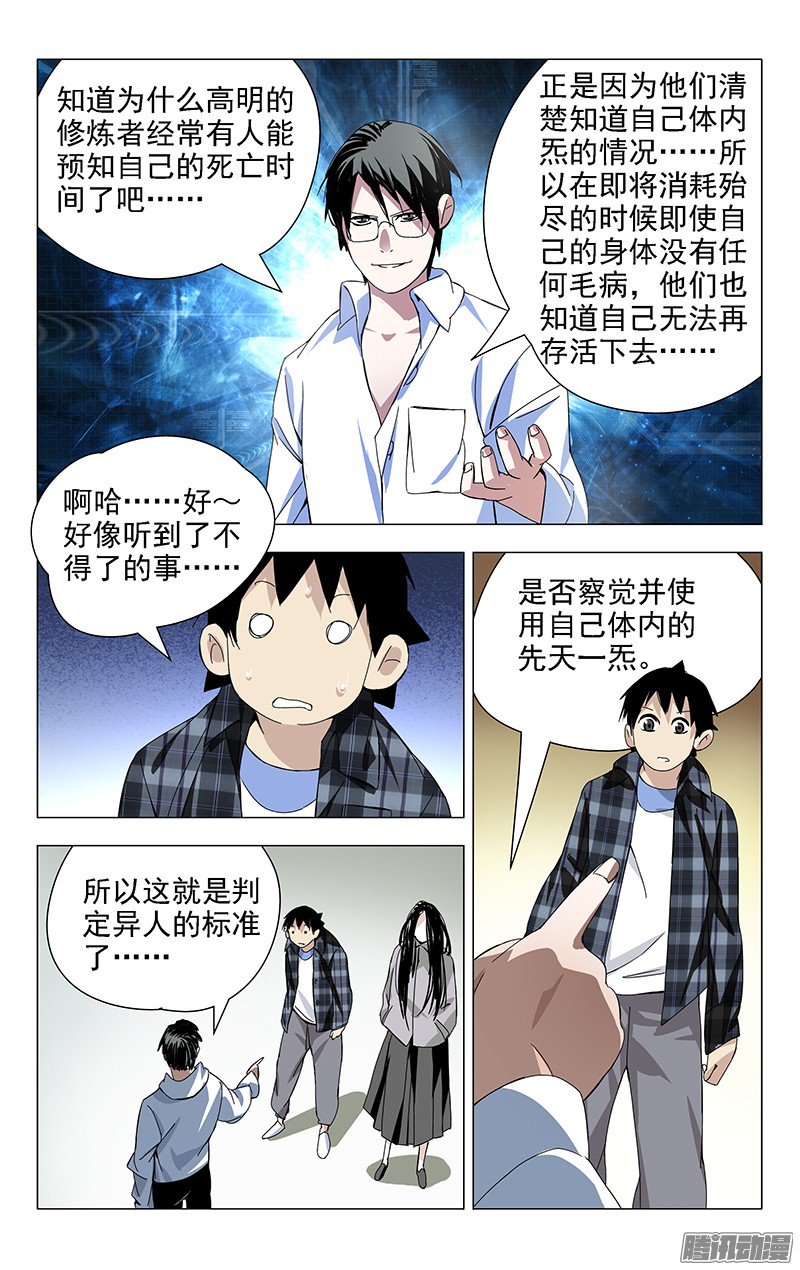 知道为什么高明的
修炼者经常有人能
预知自己的死亡时
间了吧……
正是因为他们清
楚知道自己体内
炁的情况……所
以在即将消耗殆
尽的时候即使自
己的身体没有任
何毛病，他们也
知道自己无法再
存活下去……
啊哈……好～
好像听到了不
得了的事……
是否察觉并使
用自己体内的
先天一炁。
所以这就是判
定异人的标准
了……
腾讯动漫